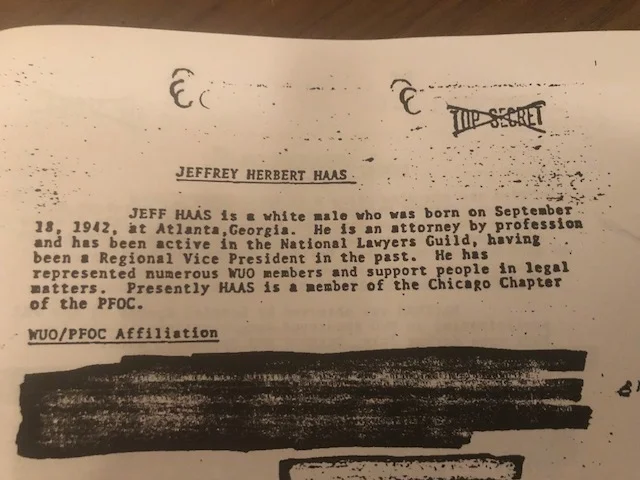 TOP SECRET
JEFFREY HERBERT HAAS
JEFF HAAS is a white male who was born on September
18, 1942, at Atlanta,Georgia. He is an attorney by profession
and has been active in the National Lawyers Guild, having
been a Regional Vice President in the past. He has
represented numerous WUO members and support people in legal
matters. Presently HAAS is a member of the Chicago Chapter
of the PFOC.
WUO/PFOC Affiliation